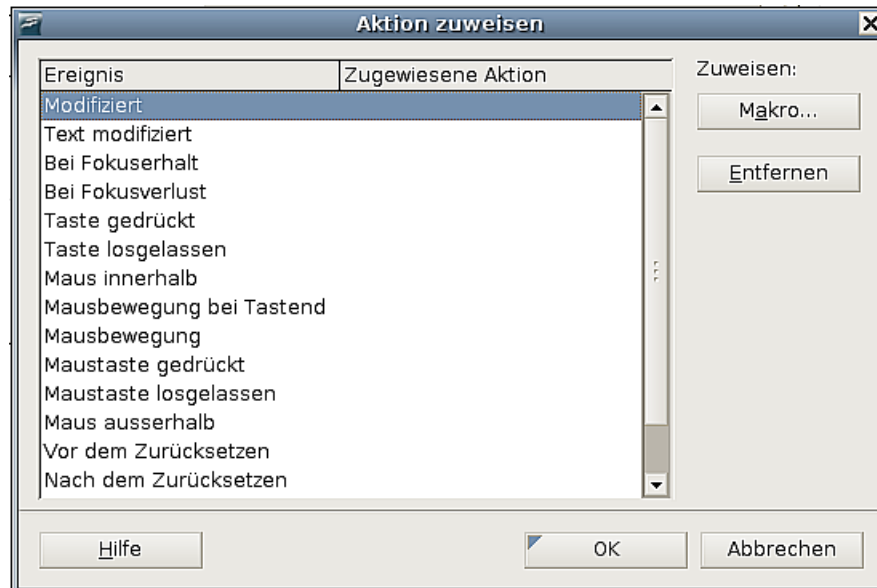 Aktion zuweisen
Ereignis Zugewiesene Aktion
Modifiziert
Text modifiziert
Bei Fokuserhalt
Bei Fokusverlust
Taste gedrückt
Taste losgelassen
Maus innerhalb
Mausbewegung bei Tastend
Mausbewegung
Maustaste gedrückt
Maustaste losgelassen
Maus ausserhalb
Vor dem Zurücksetzen
Nach dem Zurücksetzen
Zuweisen:
Makro...
Entfernen
Hilfe OK Abbrechen